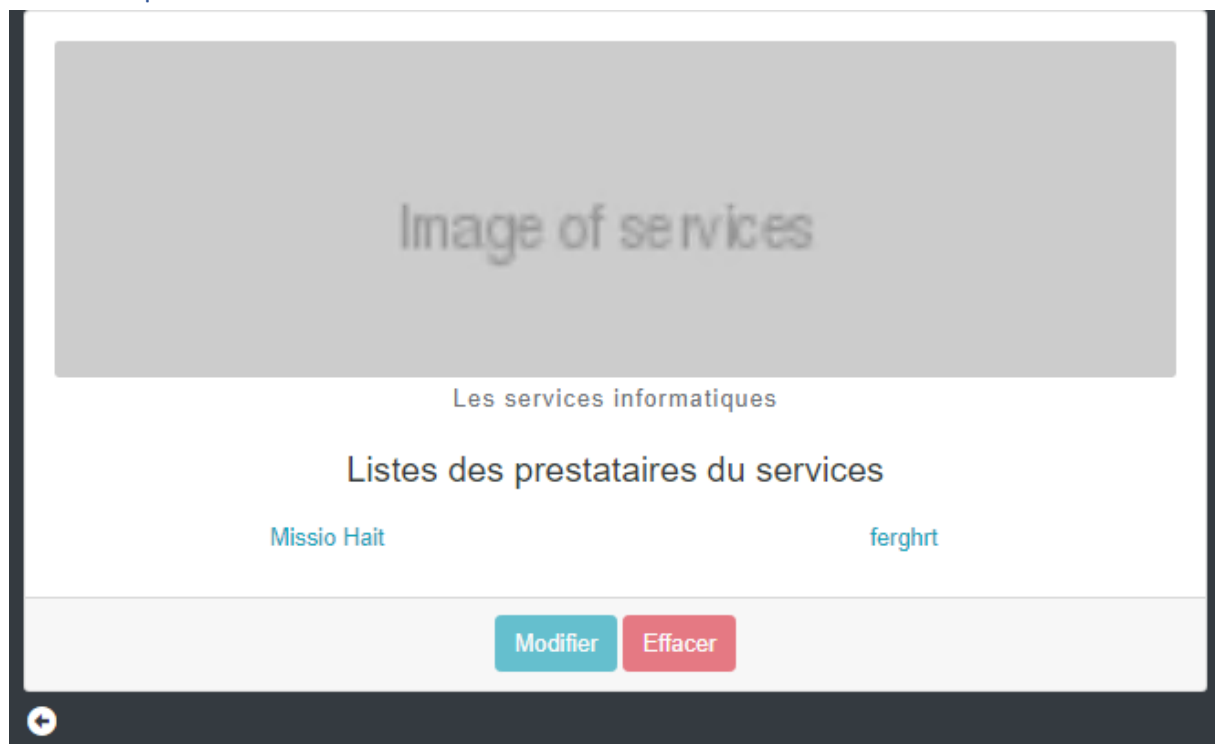 Image of services
Les services informatiques
Listes des prestataires du services
Missio Hait ferghrt
Modifier Effacer